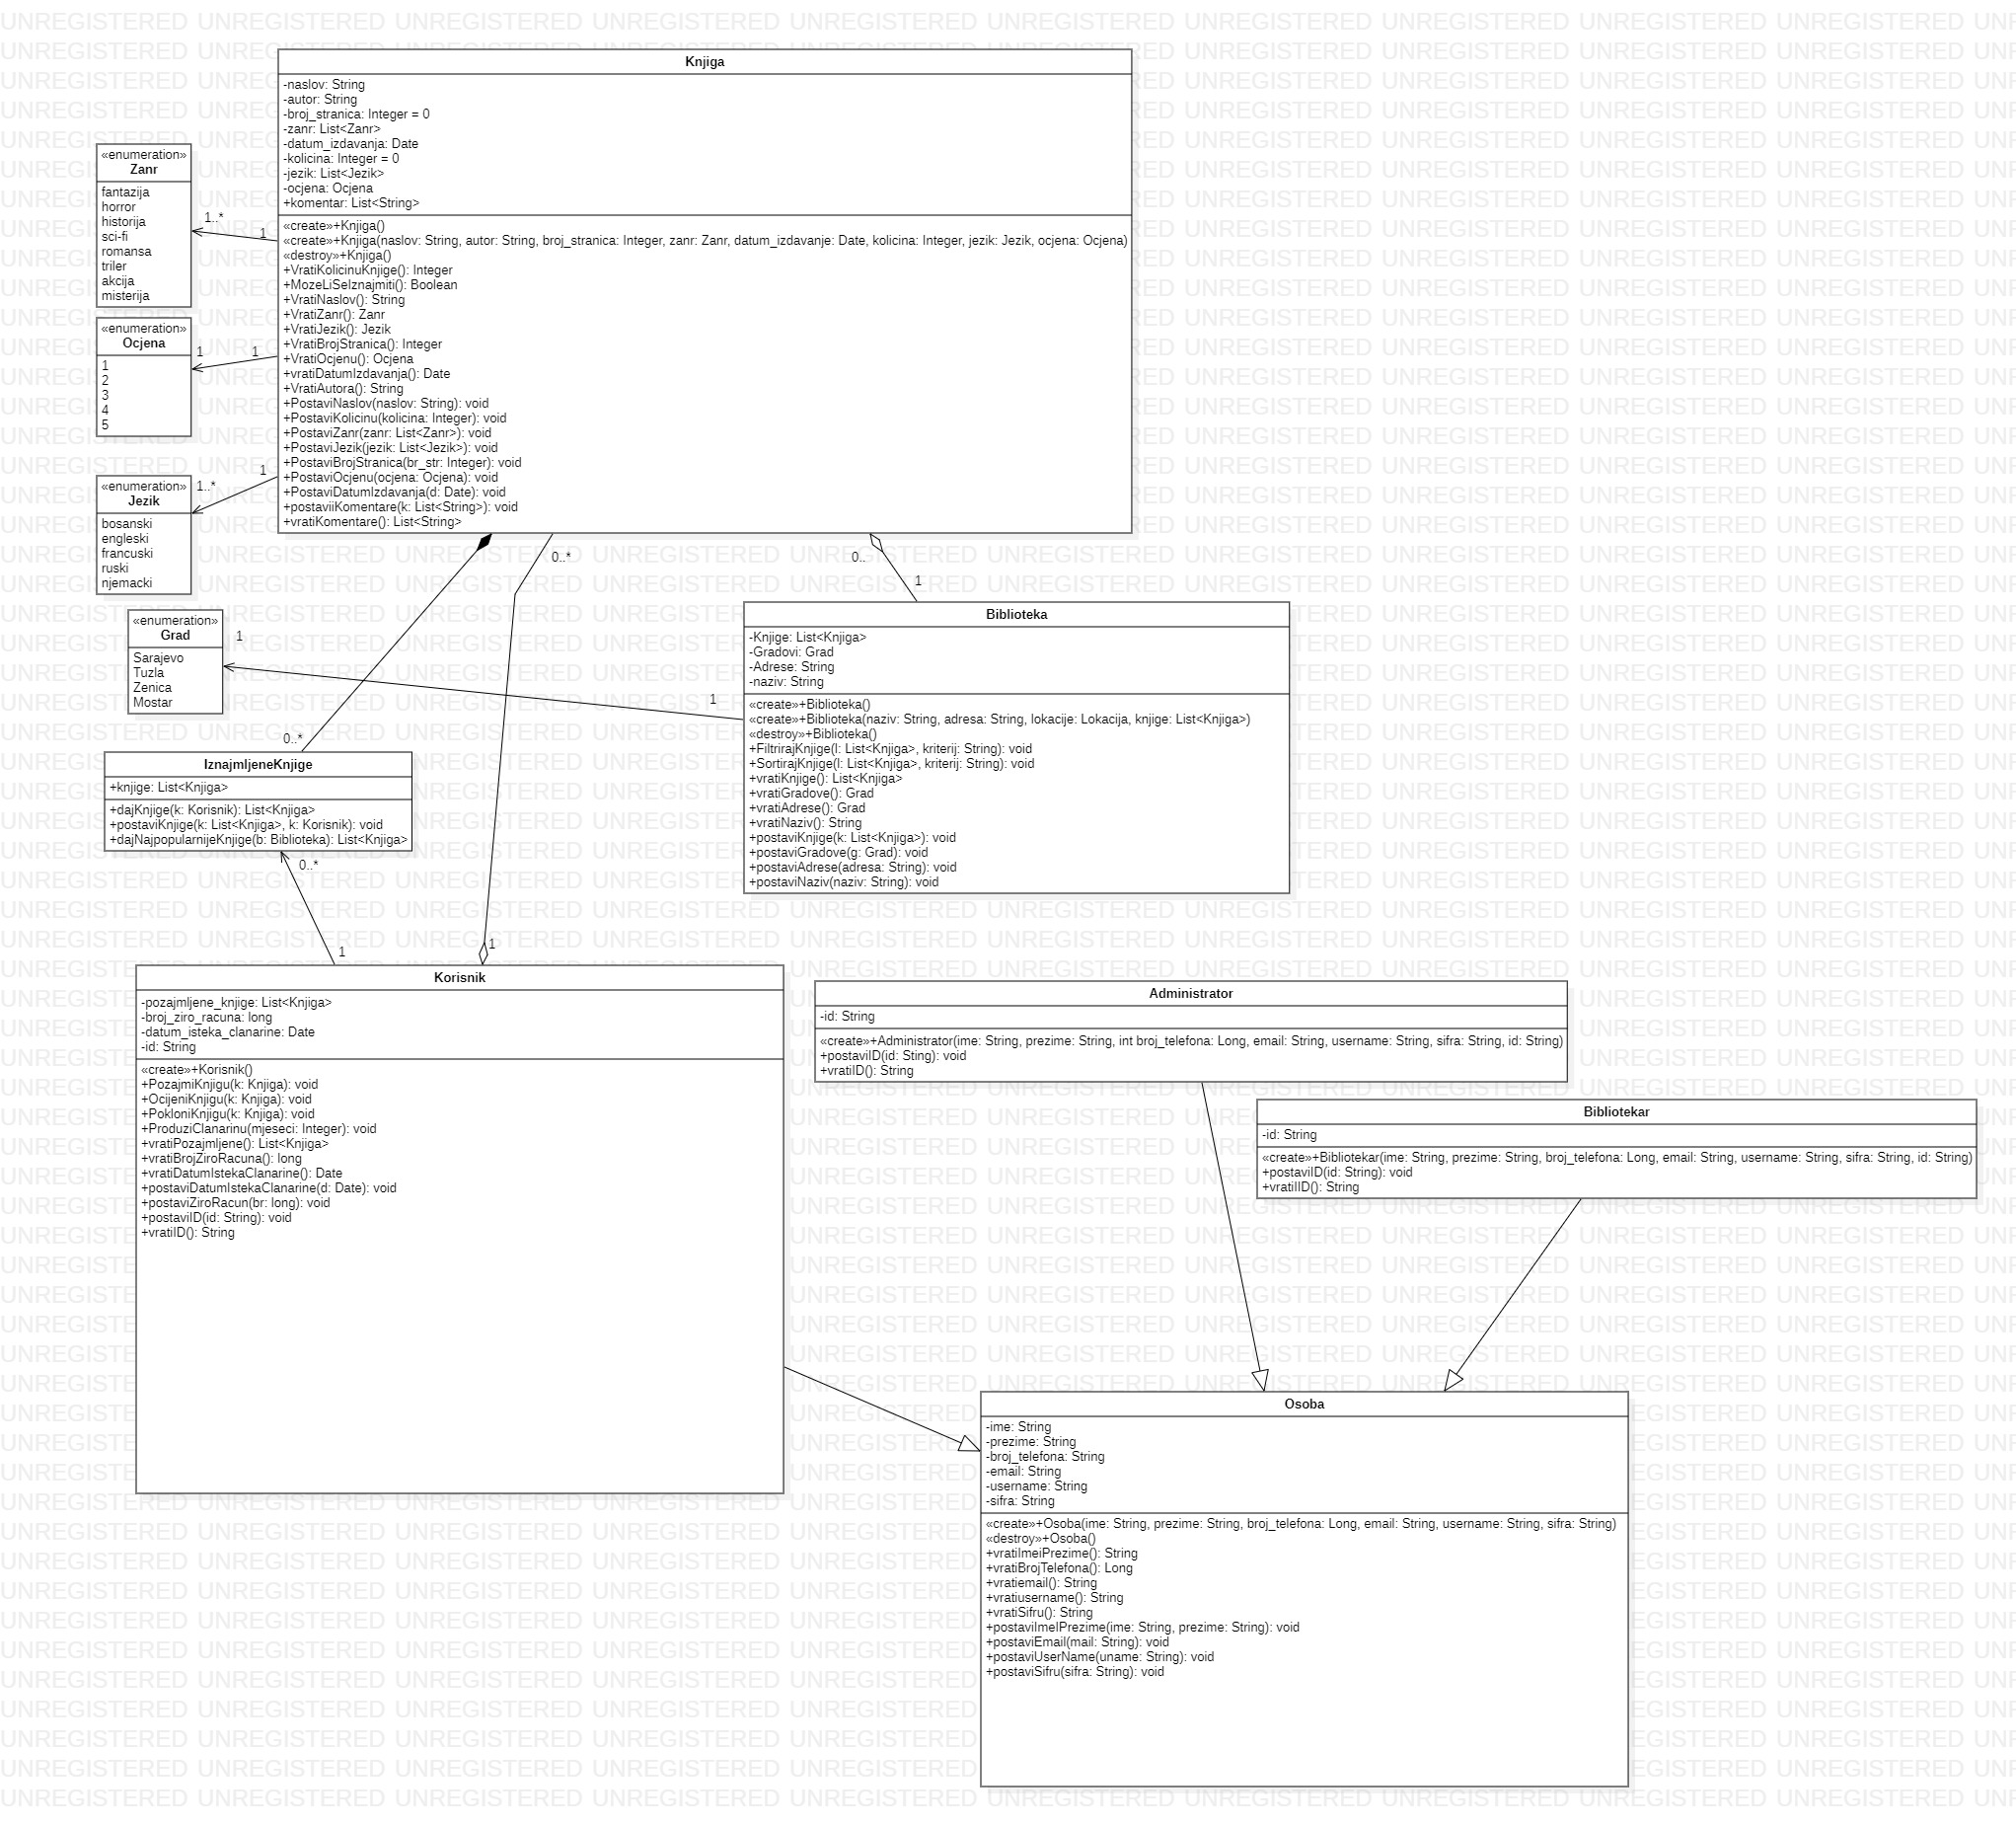 Knjiga
-naslov: String
-autor: String
-broj_stranica: Integer = 0
-zanr: List<Zanr>
-datum_izdavanja: Date
-kolicina: Integer = 0
-jezik: List<Jezik>
-ocjena: Ocjena
+komentar: List<String>
«create»+Knjiga()
«create»+Knjiga(naslov: String, autor: String, broj_stranica: Integer, zanr: Zanr, datum_izdavanje: Date, kolicina: Integer, jezik: Jezik, ocjena: Ocjena)
«destroy»+Knjiga()
+VratiKolicinuKnjige(): Integer
+MozeLiSeIznajmiti(): Boolean
+VratiNaslov(): String
+VratiZanr(): Zanr
+VratiJezik(): Jezik
+VratiBrojStranica(): Integer
+VratiOcjenu(): Ocjena
+vratiDatumIzdavanja(): Date
+VratiAutora(): String
+PostaviNaslov(naslov: String): void
+PostaviKolicinu(kolicina: Integer): void
+PostaviZanr(zanr: List<Zanr>): void
+PostaviJezik(jezik: List<Jezik>): void
+PostaviBrojStranica(br_str: Integer): void
+PostaviOcjenu(ocjena: Ocjena): void
+PostaviDatumIzdavanja(d: Date): void
+postaviiKomentare(k: List<String>): void
+vratiKomentare(): List<String>
«enumeration»
Zanr
fantazija
horror
historija
sci-fi
romansa
triler
akcija
misterija
1..*
1
«enumeration»
Ocjena
1
2
3
4
5
1
1
«enumeration»
Jezik
bosanski
engleski
francuski
ruski
njemacki
1..*
1
0..*
0..
1
«enumeration»
Grad
Sarajevo
Tuzla
Zenica
Mostar
1
1
Biblioteka
-Knjige: List<Knjiga>
-Gradovi: Grad
-Adrese: String
-naziv: String
«create»+Biblioteka()
«create»+Biblioteka(naziv: String, adresa: String, lokacije: Lokacija, knjige: List<Knjiga>)
«destroy»+Biblioteka()
+FiltrirajKnjige(l: List<Knjiga>, kriterij: String): void
+SortirajKnjige(l: List<Knjiga>, kriterij: String): void
+vratiKnjige(): List<Knjiga>
+vratiGradove(): Grad
+vratiAdrese(): Grad
+vratiNaziv(): String
+postaviKnjige(k: List<Knjiga>): void
+postaviGradove(g: Grad): void
+postaviAdrese(adresa: String): void
+postaviNaziv(naziv: String): void
0..*
IznajmljeneKnjige
+knjige: List<Knjiga>
+dajKnjige(k: Korisnik): List<Knjiga>
+postaviKnjige(k: List<Knjiga>, k: Korisnik): void
+dajNajpopularnijeKnjige(b: Biblioteka): List<Knjiga>
0..*
1
1
Korisnik
-pozajmljene_knjige: List<Knjiga>
-broj_ziro_racuna: long
-datum_isteka_clanarine: Date
-id: String
«create»+Korisnik()
+PozajmiKnjigu(k: Knjiga): void
+OcijeniKnjigu(k: Knjiga): void
+PokloniKnjigu(k: Knjiga): void
+ProduziClanarinu(mjeseci: Integer): void
+vratiPozajmljene(): List<Knjiga>
+vratiBrojZiroRacuna(): long
+vratiDatumIstekaClanarine(): Date
+postaviDatumIstekaClanarine(d: Date): void
+postaviZiroRacun(br: long): void
+postaviID(id: String): void
+vratiID(): String
Administrator
-id: String
«create»+Administrator(ime: String, prezime: String, int broj_telefona: Long, email: String, username: String, sifra: String, id: String)
+postaviID(id: Sting): void
+vratiID(): String
Bibliotekar
-id: String
«create»+Bibliotekar(ime: String, prezime: String, broj_telefona: Long, email: String, username: String, sifra: String, id: String)
+postaviID(id: String): void
+vratiIID(): String
Osoba
-ime: String
-prezime: String
-broj_telefona: String
-email: String
-username: String
-sifra: String
«create»+Osoba(ime: String, prezime: String, broj_telefona: Long, email: String, username: String, sifra: String)
«destroy»+Osoba()
+vratiImeiPrezime(): String
+vratiBrojTelefona(): Long
+vratiemail(): String
+vratiusername(): String
+vratiSifru(): String
+postaviImeIPrezime(ime: String, prezime: String): void
+postaviEmail(mail: String): void
+postaviUserName(uname: String): void
+postaviSifru(sifra: String): void